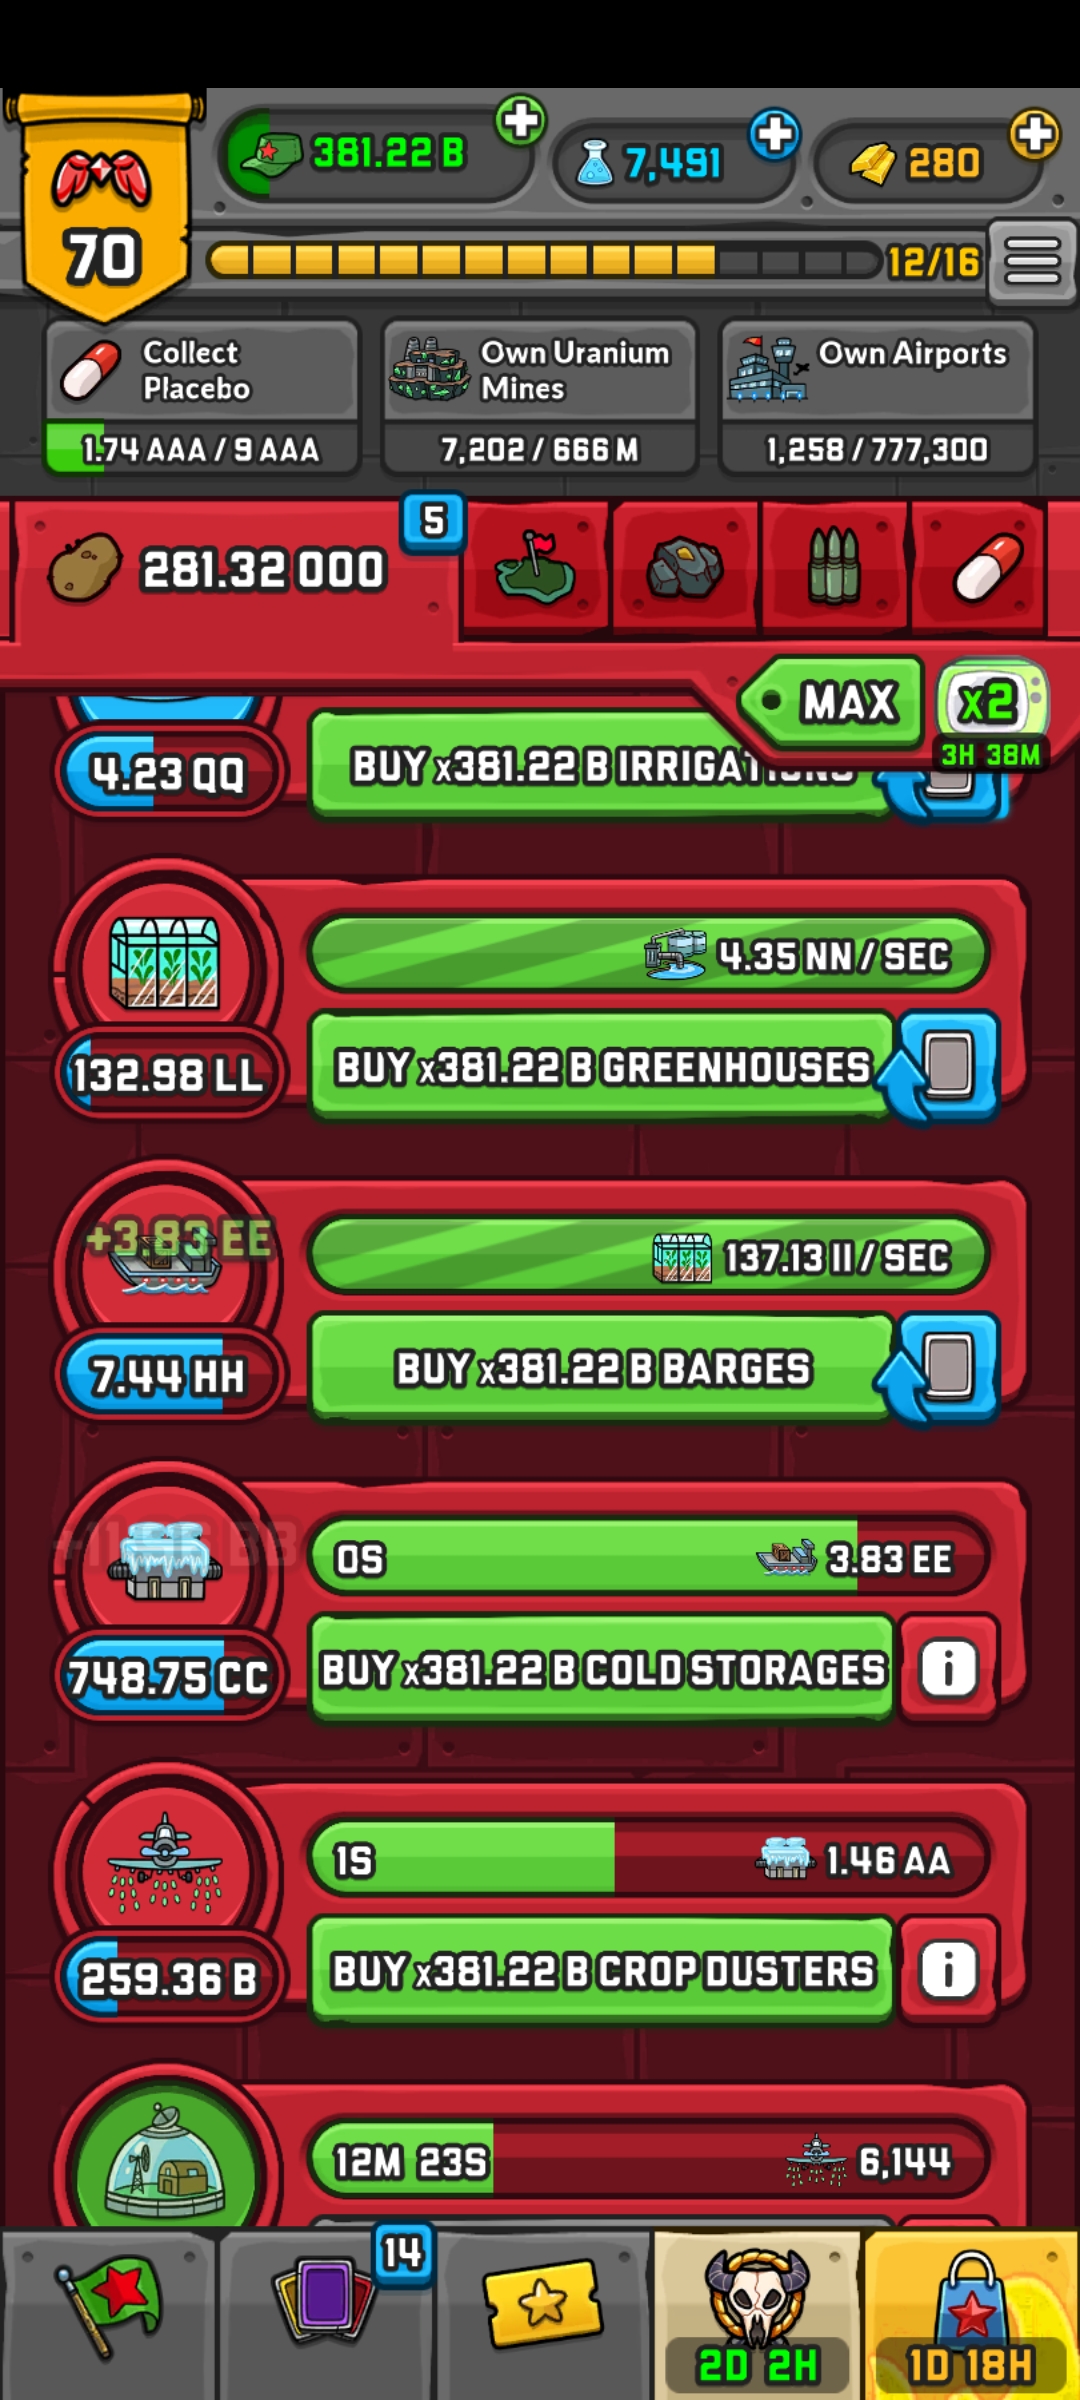 381.22 B
7,491
280
70
12/16
Collect
Placebo
1.74 AAA / 9 AAA
Own Uranium
Mines
7,202 / 666 M
Own Airports
1,258 / 777,300
281.32 OOO
5
MAX
x2
3H 38M
4.23 QQ
BUY x381.22 B IRRIGATIONS
4.35 NN / SEC
132.98 LL
BUY x381.22 B GREENHOUSES
+3.83 EE
137.13 II / SEC
7.44 HH
BUY x381.22 B BARGES
0S
3.83 EE
748.75 CC
BUY x381.22 B COLD STORAGES
1S
1.46 AA
259.36 B
BUY x381.22 B CROP DUSTERS
12M 23S
6,144
14
2D 2H
1D 18H